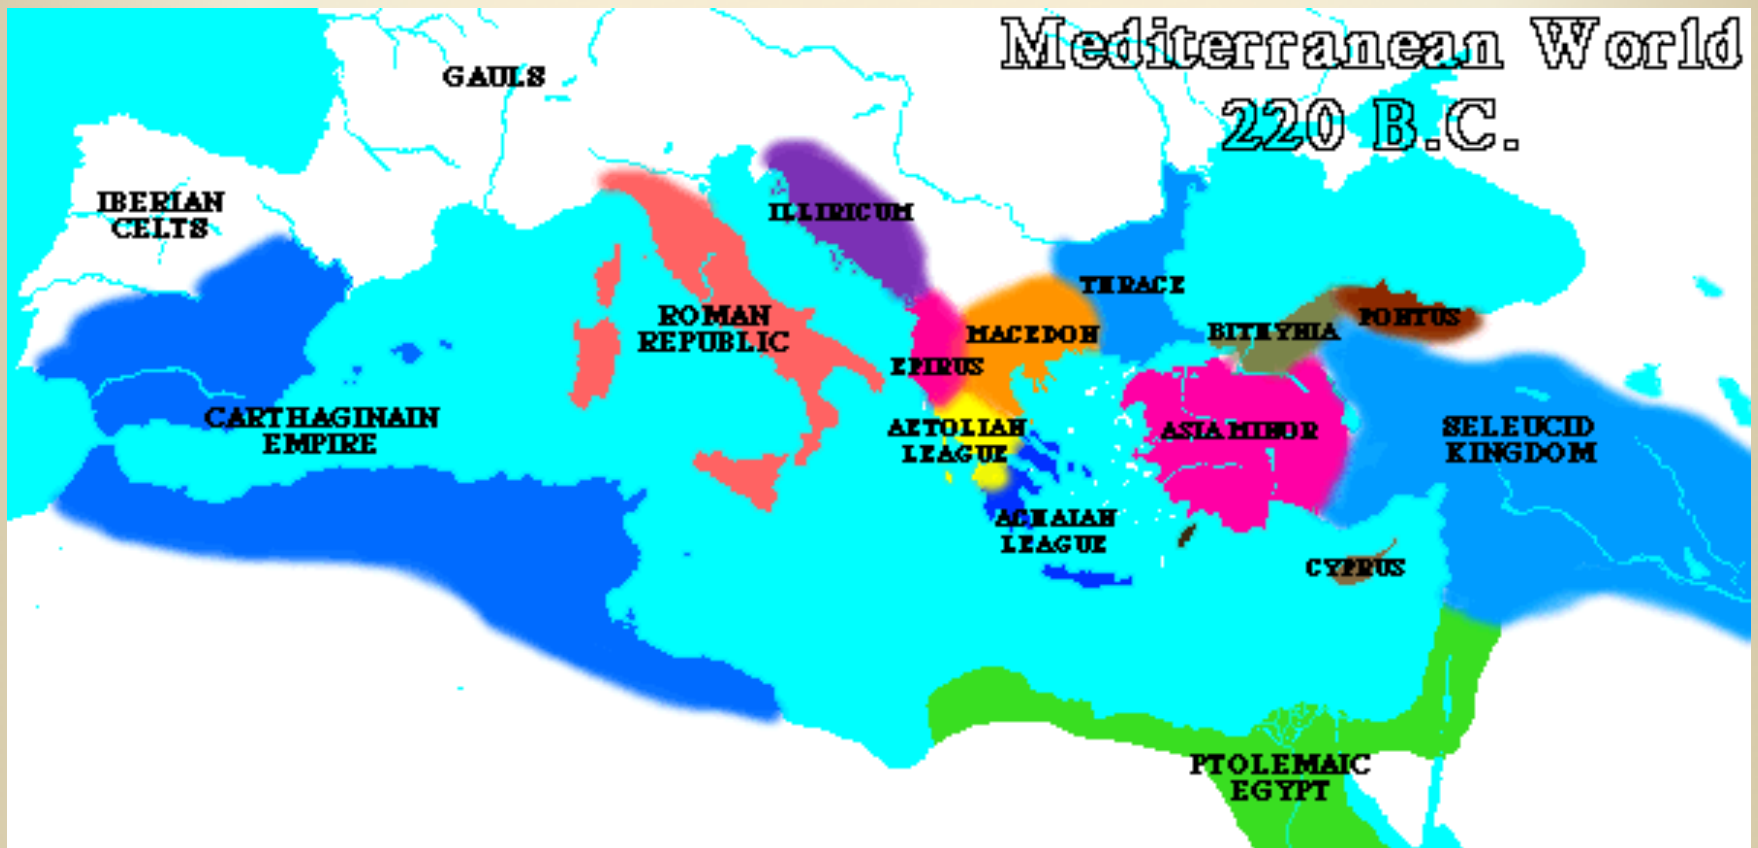 Mediterranean World
220 B.C.
GAULS
IBERIAN
CELTS
ILLIRICUM
THRACE
ROMAN
REPUBLIC
MACEDON
BITHYNIA
PONTUS
EPIRUS
CARTHAGINAIN
EMPIRE
AETOLIAN
LEAGUE
ASIA MINOR
SELEUCID
KINGDOM
ACHAIAN
LEAGUE
CYPRUS
PTOLEMAIC
EGYPT